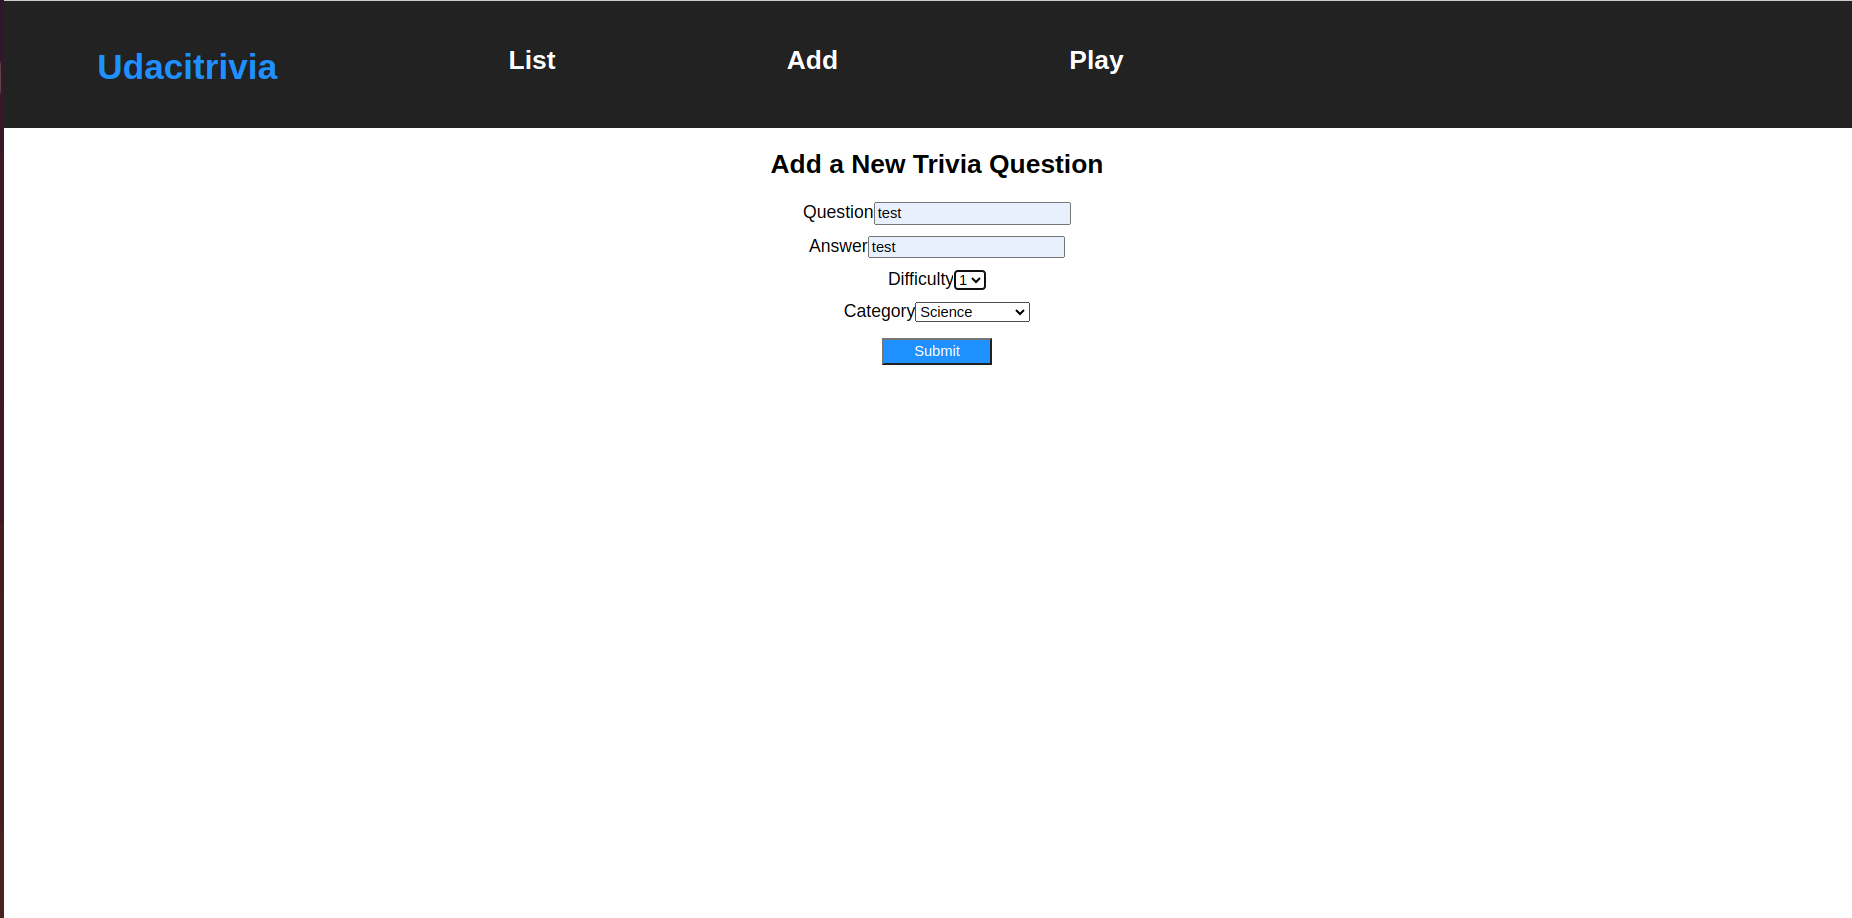 Udacitrivia List Add Play
Add a New Trivia Question
Question test
Answer test
Difficulty 1
Category Science
Submit